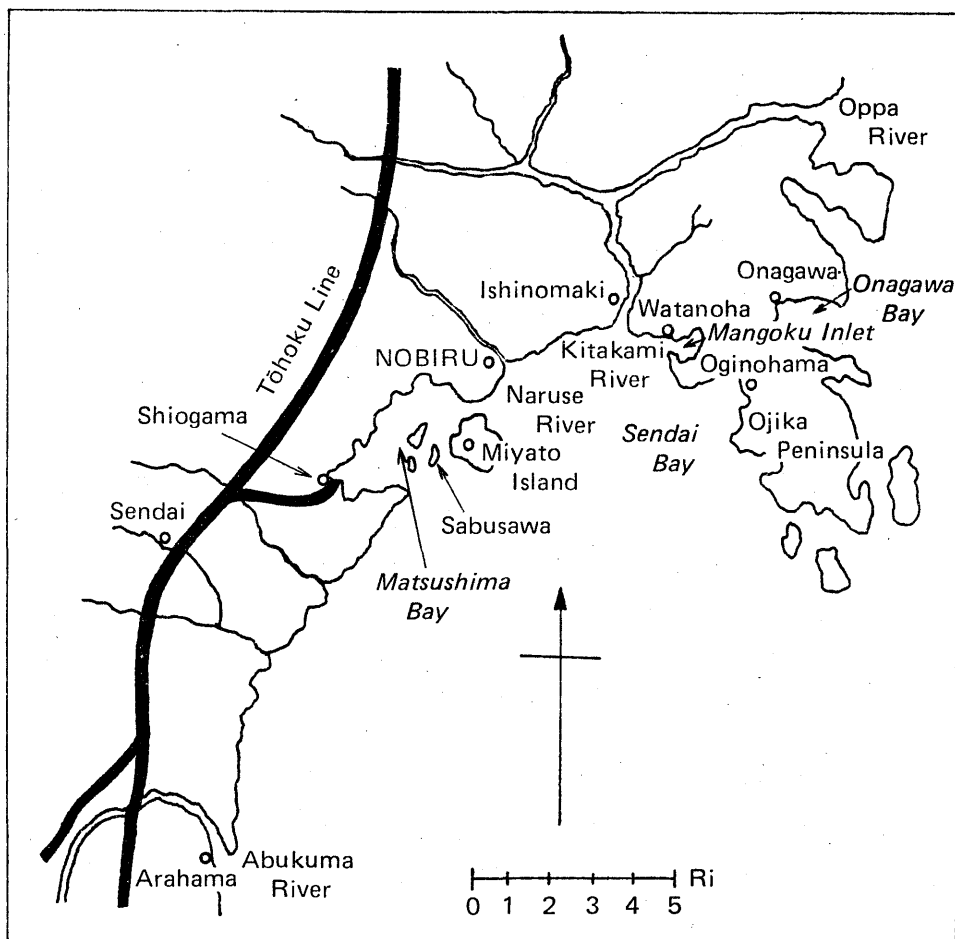 Oppa
River
Tōhoku Line
Onagawa
Onagawa
Bay
Ishinomaki
Watanoha
Mangoku Inlet
Kitakami
River
NOBIRU
Oginohama
Naruse
River
Shiogama
Ojika
Peninsula
Sendai
Bay
Miyato
Island
Sendai
Sabusawa
Matsushima
Bay
Arahama
Abukuma
River
Ri
0 1 2 3 4 5